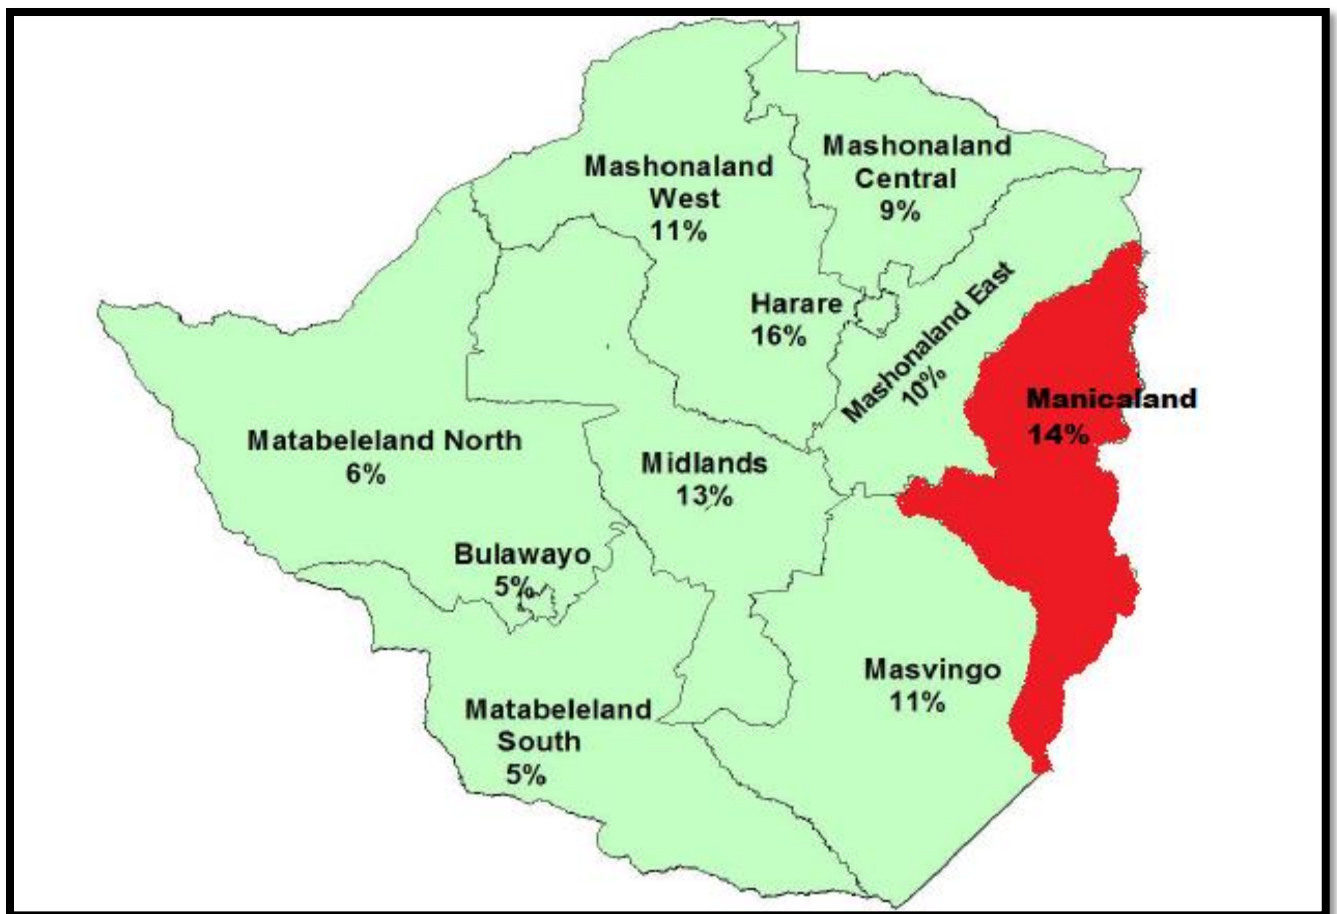 Mashonaland
Central
9%
Mashonaland
West
11%
Harare
16%
Mashonaland East
10%
Manicaland
14%
Matabeleland North
6%
Midlands
13%
Bulawayo
5%
Masvingo
11%
Matabeleland
South
5%